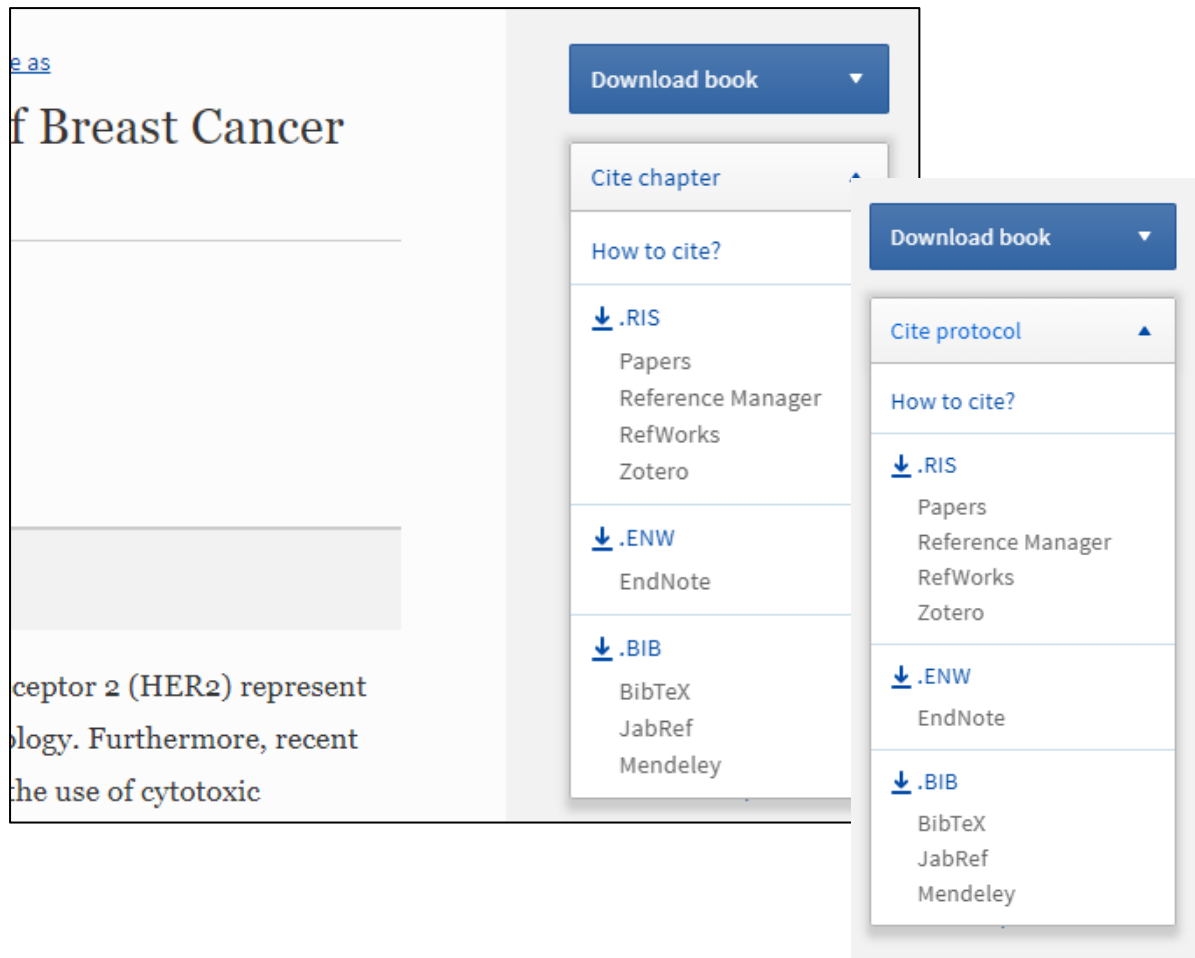 e as
f Breast Cancer
ceptor 2 (HER2) represent
ology. Furthermore, recent
the use of cytotoxic
Download book
Cite chapter
How to cite?
.RIS
Papers
Reference Manager
RefWorks
Zotero
.ENW
EndNote
.BIB
BibTeX
JabRef
Mendeley
Download book
Cite protocol
How to cite?
.RIS
Papers
Reference Manager
RefWorks
Zotero
.ENW
EndNote
.BIB
BibTeX
JabRef
Mendeley